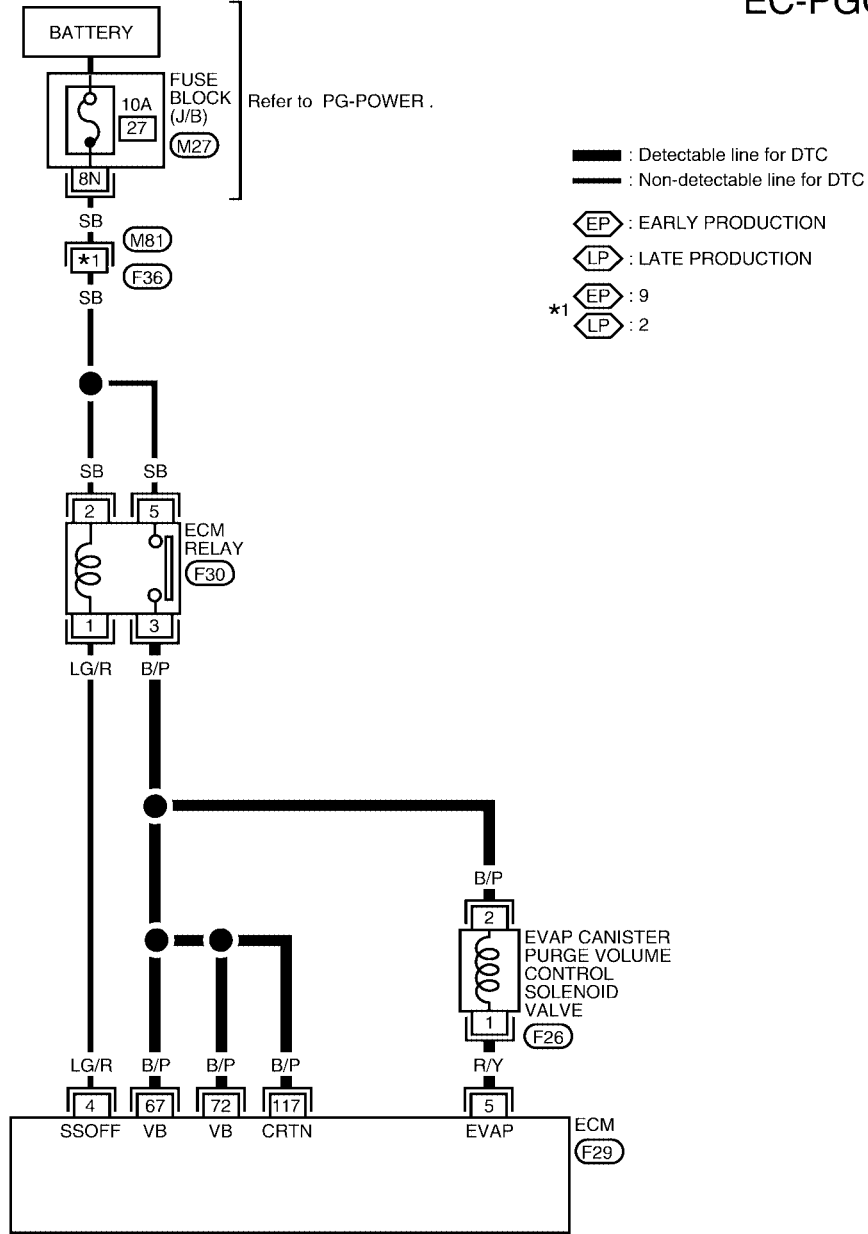 EC-PG
BATTERY
FUSE
BLOCK
(J/B)
M27
10A
27
Refer to PG-POWER .
8N
SB
M81
*1
F36
SB
: Detectable line for DTC
: Non-detectable line for DTC
EP : EARLY PRODUCTION
LP : LATE PRODUCTION
*1
EP : 9
LP : 2
SB
SB
2
5
ECM
RELAY
F30
1
3
LG/R
B/P
B/P
2
EVAP CANISTER
PURGE VOLUME
CONTROL
SOLENOID
VALVE
F26
1
LG/R
B/P
B/P
B/P
R/Y
4
67
72
117
5
SSOFF
VB
VB
CRTN
EVAP
ECM
F29